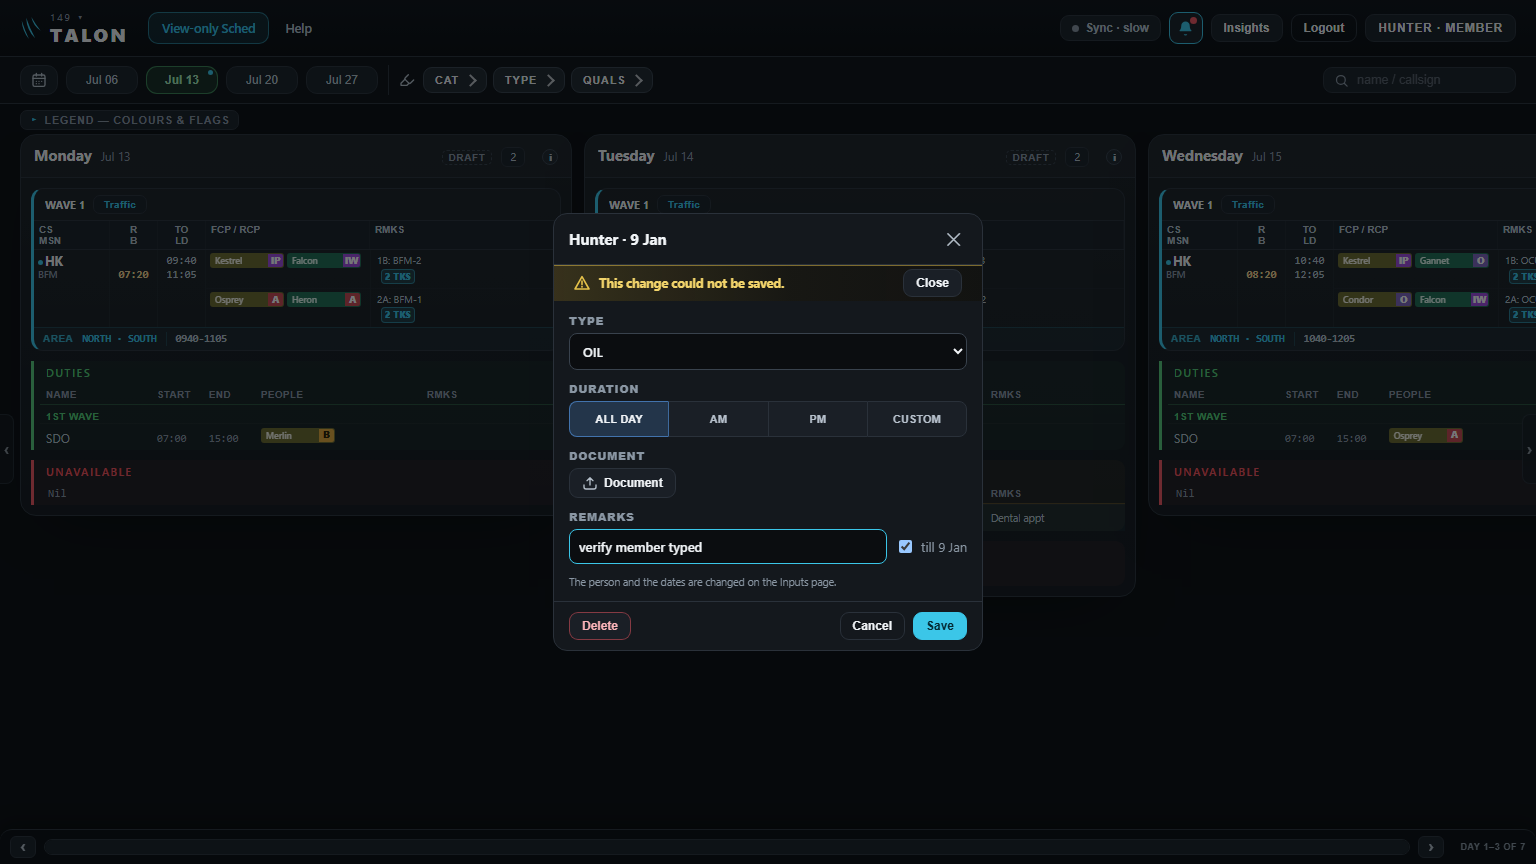 149
TALON
View-only Sched
Help
Sync · slow
Insights
Logout
HUNTER · MEMBER
Jul 06
Jul 13
Jul 20
Jul 27
CAT
TYPE
QUALS
name / callsign
LEGEND — COLOURS & FLAGS
Monday Jul 13
DRAFT 2 i
WAVE 1 Traffic
CS R TO FCP / RCP RMKS
MSN B LD
HK 09:40 Kestrel IP Falcon IW 1B: BFM-2
BFM 07:20 11:05 2 TKS
Osprey A Heron A 2A: BFM-1
2 TKS
AREA NORTH · SOUTH 0940-1105
DUTIES
NAME START END PEOPLE RMKS
1ST WAVE
SDO 07:00 15:00 Merlin B
UNAVAILABLE
Nil
Tuesday Jul 14
DRAFT 2 i
WAVE 1 Traffic
RMKS
RMKS
Dental appt
Wednesday Jul 15
WAVE 1 Traffic
CS R TO FCP / RCP RMKS
MSN B LD
HK 10:40 Kestrel IP Gannet O 1B: OCU
BFM 08:20 12:05 2 TKS
Condor O Falcon IW 2A: OC
2 TKS
AREA NORTH · SOUTH 1040-1205
DUTIES
NAME START END PEOPLE
1ST WAVE
SDO 07:00 15:00 Osprey A
UNAVAILABLE
Nil
Hunter · 9 Jan
This change could not be saved.
Close
TYPE
OIL
DURATION
ALL DAY AM PM CUSTOM
DOCUMENT
Document
REMARKS
verify member typed
till 9 Jan
The person and the dates are changed on the Inputs page.
Delete
Cancel
Save
DAY 1–3 OF 7